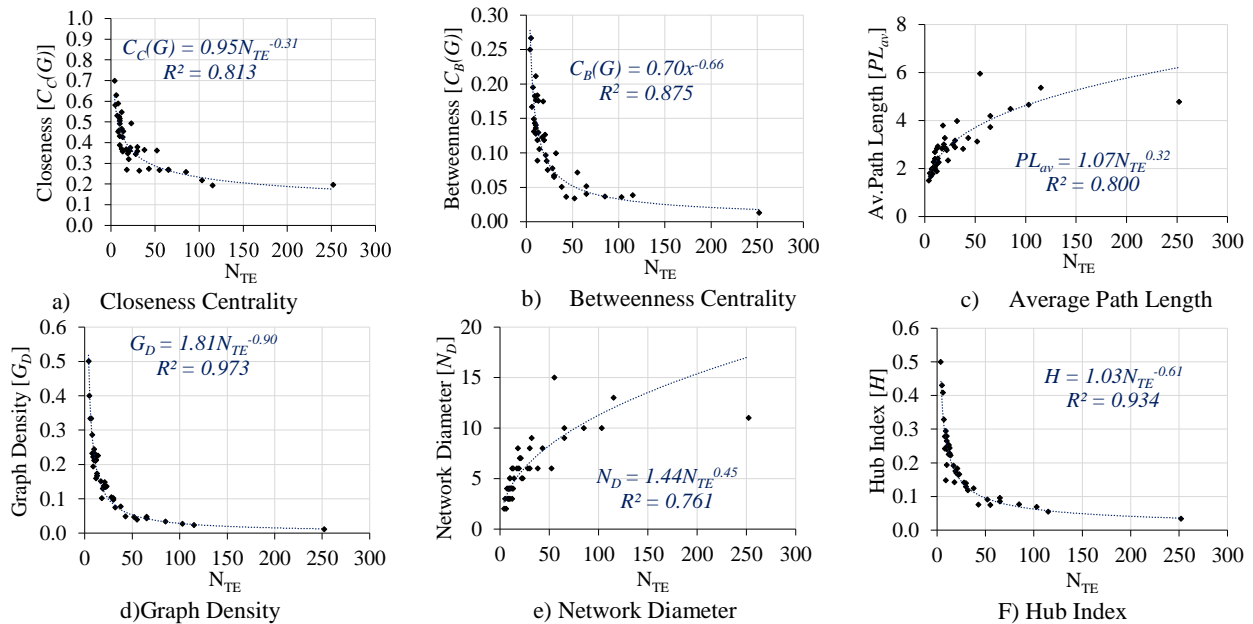 Closeness [C_C(G)]
1.0
0.9
0.8
0.7
0.6
0.5
0.4
0.3
0.2
0.1
0.0
C_C(G) = 0.95N_TE^-0.31
R² = 0.813
0 50 100 150 200 250 300
N_TE
a) Closeness Centrality
Betweenness [C_B(G)]
0.30
0.25
0.20
0.15
0.10
0.05
0.00
C_B(G) = 0.70x^-0.66
R² = 0.875
0 50 100 150 200 250 300
N_TE
b) Betweenness Centrality
Av.Path Length [PL_av]
8
6
4
2
0
PL_av = 1.07N_TE^0.32
R² = 0.800
0 50 100 150 200 250 300
N_TE
c) Average Path Length
Graph Density [G_D]
0.6
0.5
0.4
0.3
0.2
0.1
0.0
G_D = 1.81N_TE^-0.90
R² = 0.973
0 50 100 150 200 250 300
N_TE
d)Graph Density
Network Diameter [N_D]
20
15
10
5
0
N_D = 1.44N_TE^0.45
R² = 0.761
0 50 100 150 200 250 300
N_TE
e) Network Diameter
Hub Index [H]
0.6
0.5
0.4
0.3
0.2
0.1
0.0
H = 1.03N_TE^-0.61
R² = 0.934
0 50 100 150 200 250 300
N_TE
F) Hub Index